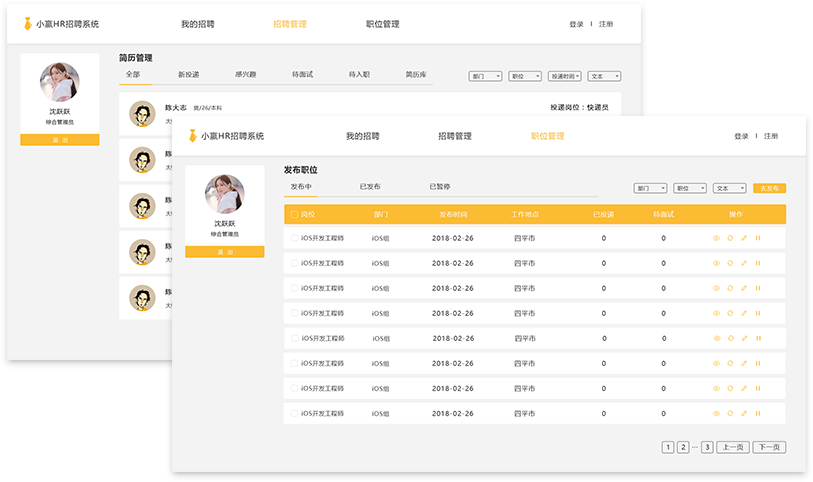 小赢HR招聘系统 我的招聘 招聘管理 职位管理 登录 | 注册
沈跃跃
综合管理员
退 出
简历管理
全部 新投递 感兴趣 待面试 待入职 简历库 部门 职位 投递时间 文本
陈大志 /26/本科 投递岗位：快递员
大
陈
大
陈
大
陈
大
陈
大
小赢HR招聘系统 我的招聘 招聘管理 职位管理 登录 | 注册
沈跃跃
综合管理员
退 出
发布职位
发布中 已发布 已暂停 部门 职位 文本 去发布
岗位 部门 发布时间 工作地点 已投递 待面试 操作
iOS开发工程师 iOS组 2018-02-26 四平市 0 0
iOS开发工程师 iOS组 2018-02-26 四平市 0 0
iOS开发工程师 iOS组 2018-02-26 四平市 0 0
iOS开发工程师 iOS组 2018-02-26 四平市 0 0
iOS开发工程师 iOS组 2018-02-26 四平市 0 0
iOS开发工程师 iOS组 2018-02-26 四平市 0 0
iOS开发工程师 iOS组 2018-02-26 四平市 0 0
iOS开发工程师 iOS组 2018-02-26 四平市 0 0
1 2 ··· 3 上一页 下一页